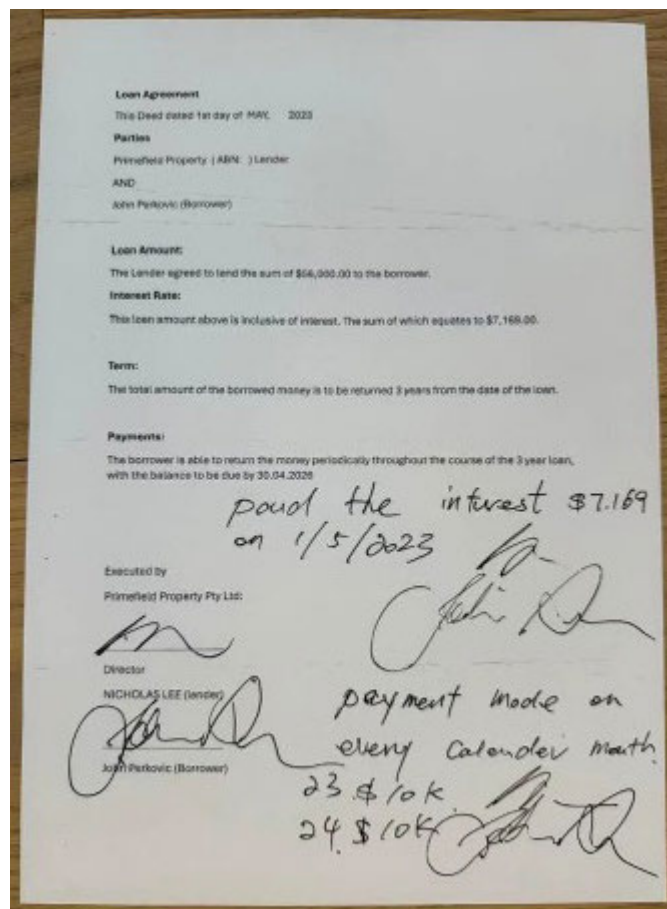 Loan Agreement
This Deed dated 1st day of MAY, 2023
Parties
Primefield Property ( ABN: ) Lender
AND
John Perkovic (Borrower)
Loan Amount:
The Lender agreed to lend the sum of $56,000.00 to the borrower.
Interest Rate:
This loan amount above is inclusive of interest. The sum of which equates to $7,169.00.
Term:
The total amount of the borrowed money is to be returned 3 years from the date of the loan.
Payments:
The borrower is able to return the money periodically throughout the course of the 3 year loan,
with the balance to be due by 30.04.2026
paid the interest $7.169
on 1/5/2023
Executed by
Primefield Property Pty Ltd:
Director
NICHOLAS LEE (lender)
John Perkovic (Borrower)
payment mode on
every calender month
23 $10K
24. $10K